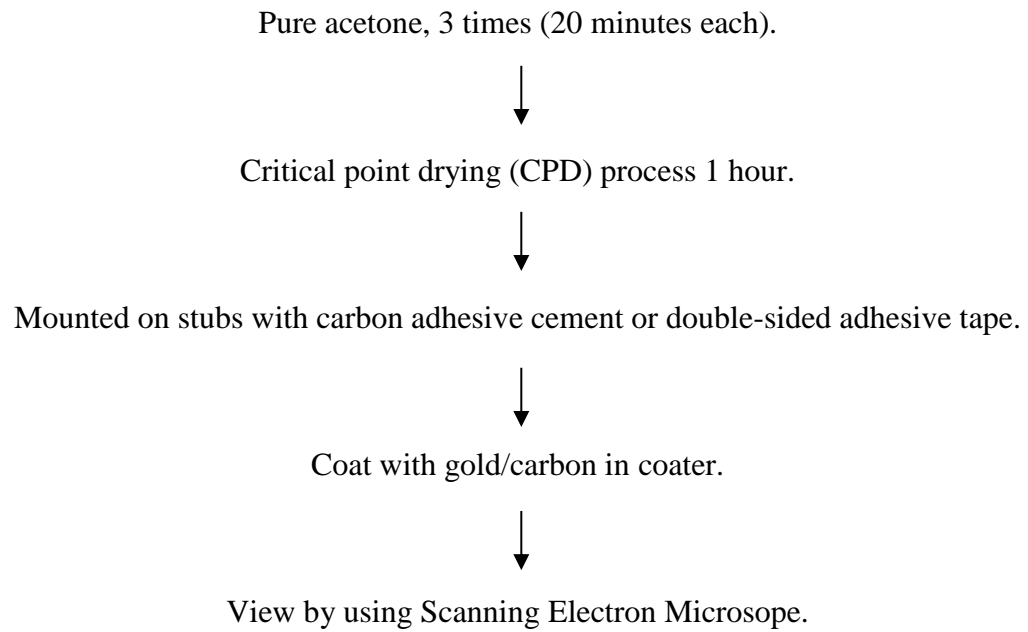 Pure acetone, 3 times (20 minutes each).
Critical point drying (CPD) process 1 hour.
Mounted on stubs with carbon adhesive cement or double-sided adhesive tape.
Coat with gold/carbon in coater.
View by using Scanning Electron Microsope.